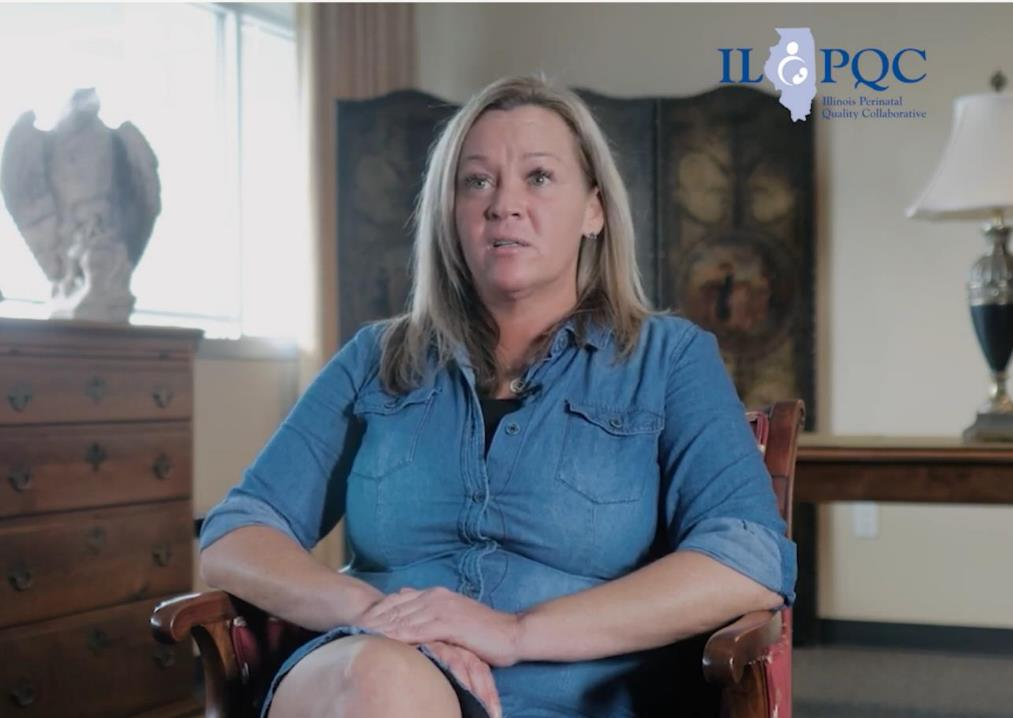 IL PQC
Illinois Perinatal
Quality Collaborative